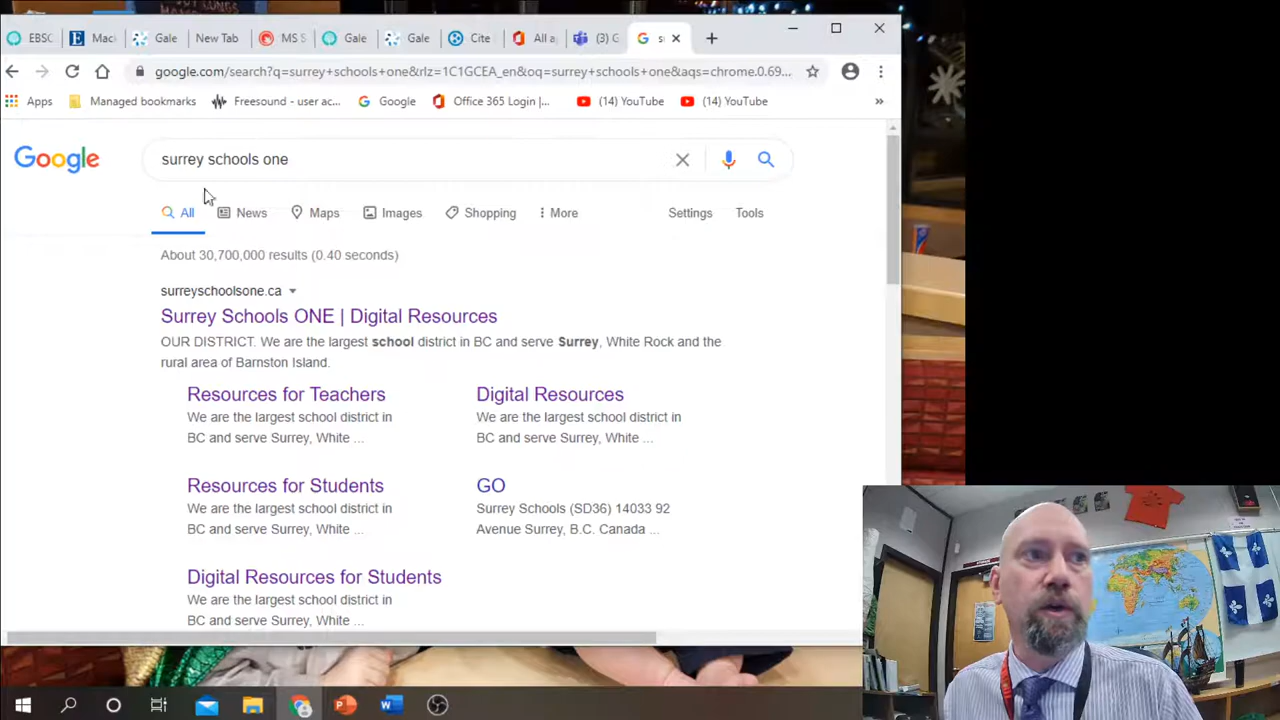 EBSC
Mack
Gale
New Tab
MS S
Gale
Gale
Cite
All a
(3) G
google.com/search?q=surrey+schools+one&rlz=1C1GCEA_en&oq=surrey+schools+one&aqs=chrome.0.69...
Apps
Managed bookmarks
Freesound - user ac...
Google
Office 365 Login |...
(14) YouTube
(14) YouTube
»
Google
surrey schools one
All
News
Maps
Images
Shopping
More
Settings
Tools
About 30,700,000 results (0.40 seconds)
surreyschoolsone.ca
Surrey Schools ONE | Digital Resources
OUR DISTRICT. We are the largest school district in BC and serve Surrey, White Rock and the
rural area of Barnston Island.
Resources for Teachers
We are the largest school district in
BC and serve Surrey, White ...
Digital Resources
We are the largest school district in
BC and serve Surrey, White ...
Resources for Students
We are the largest school district in
BC and serve Surrey, White ...
GO
Surrey Schools (SD36) 14033 92
Avenue Surrey, B.C. Canada ...
Digital Resources for Students
We are the largest school district in
BC and serve Surrey, White ...